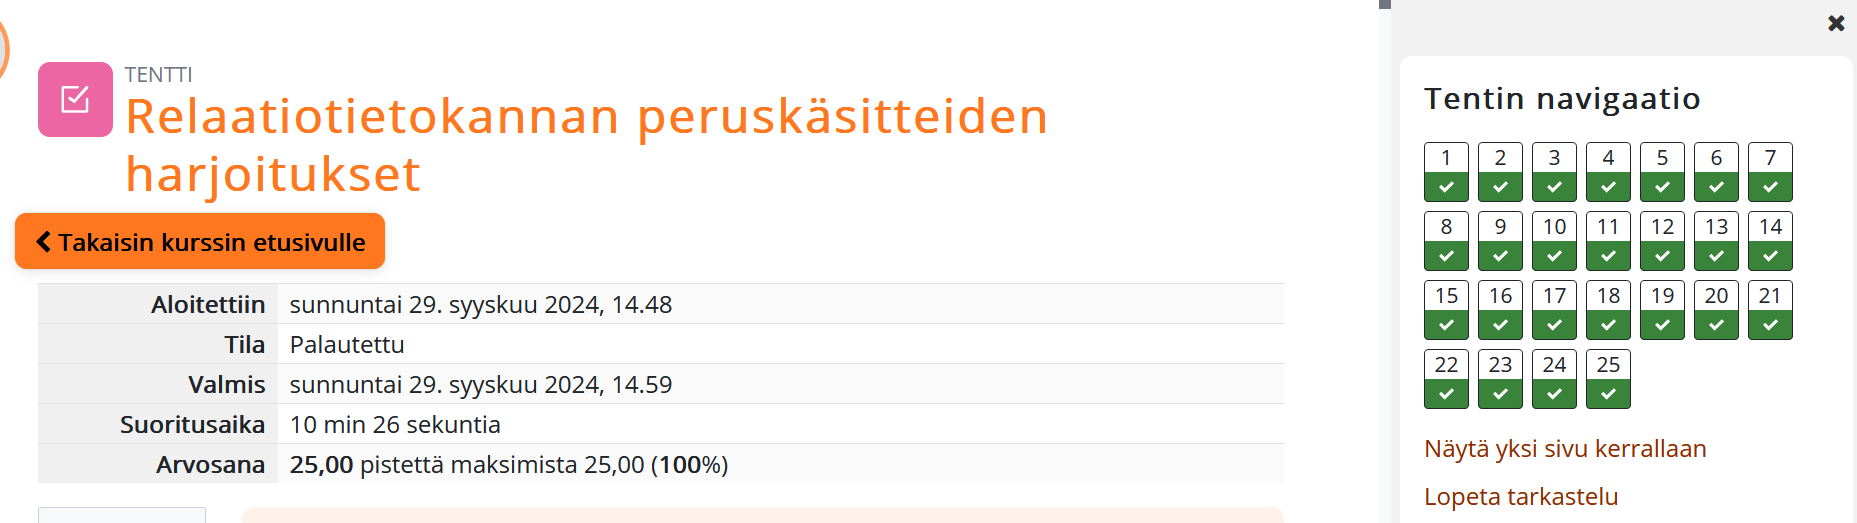 TENTTI
Relaatiotietokannan peruskäsitteiden
harjoitukset
Takaisin kurssin etusivulle
Aloitettiin sunnuntai 29. syyskuu 2024, 14.48
Tila Palautettu
Valmis sunnuntai 29. syyskuu 2024, 14.59
Suoritusaika 10 min 26 sekuntia
Arvosana 25,00 pistettä maksimista 25,00 (100%)
Tentin navigaatio
1 2 3 4 5 6 7
8 9 10 11 12 13 14
15 16 17 18 19 20 21
22 23 24 25
Näytä yksi sivu kerrallaan
Lopeta tarkastelu